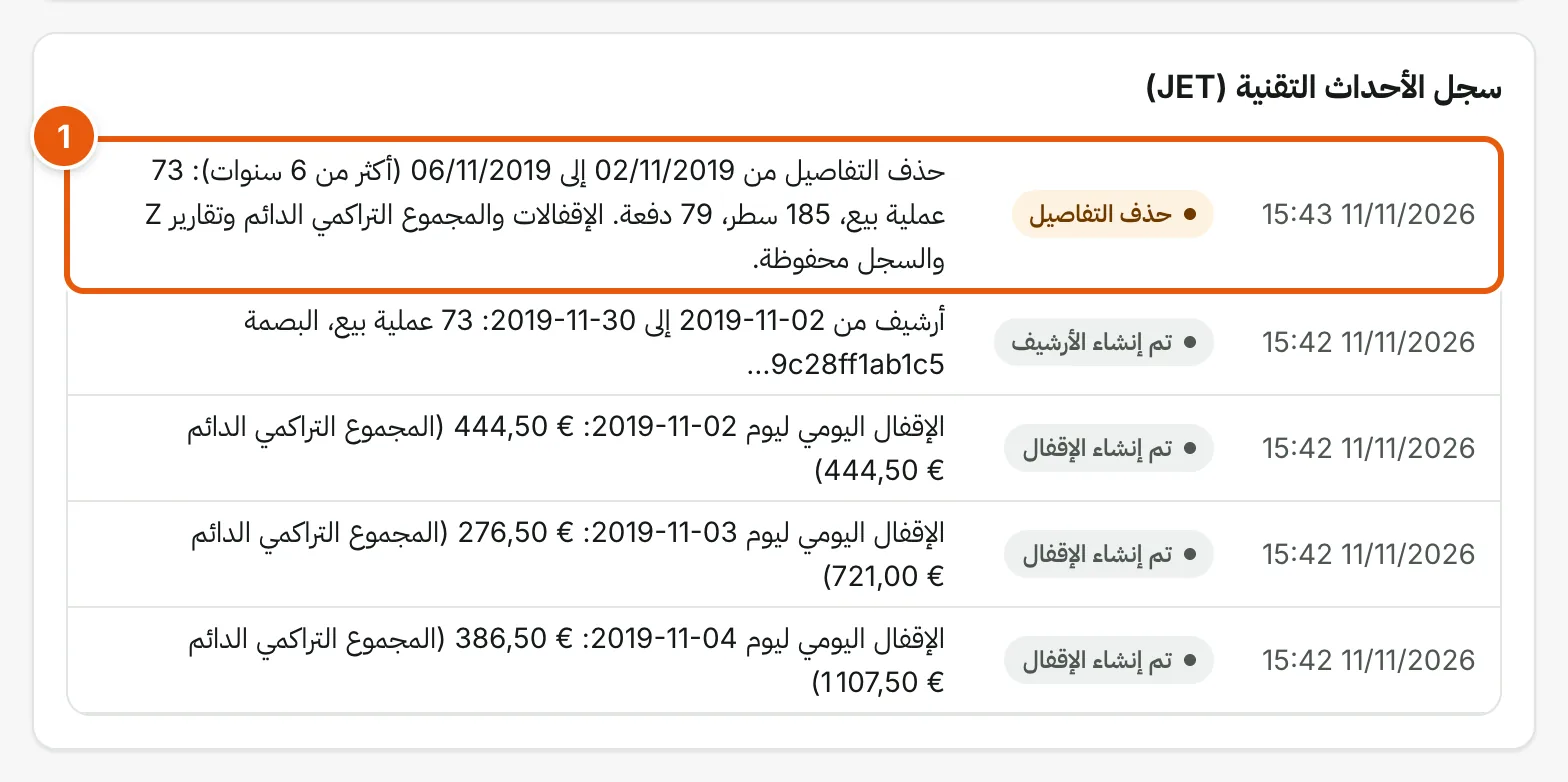 سجل الأحداث التقنية (JET)
1
15:43 11/11/2026
حذف التفاصيل
حذف التفاصيل من 02/11/2019 إلى 06/11/2019 (أكثر من 6 سنوات): 73
عملية بيع، 185 سطر، 79 دفعة. الإقفالات والمجموع التراكمي الدائم وتقارير Z
والسجل محفوظة.
15:42 11/11/2026
تم إنشاء الأرشيف
أرشيف من 02-11-2019 إلى 30-11-2019: 73 عملية بيع، البصمة
9c28ff1ab1c5...
15:42 11/11/2026
تم إنشاء الإقفال
الإقفال اليومي ليوم 02-11-2019: € 444,50 (المجموع التراكمي الدائم
€ 444,50)
15:42 11/11/2026
تم إنشاء الإقفال
الإقفال اليومي ليوم 03-11-2019: € 276,50 (المجموع التراكمي الدائم
€ 721,00)
15:42 11/11/2026
تم إنشاء الإقفال
الإقفال اليومي ليوم 04-11-2019: € 386,50 (المجموع التراكمي الدائم
€ 1 107,50)